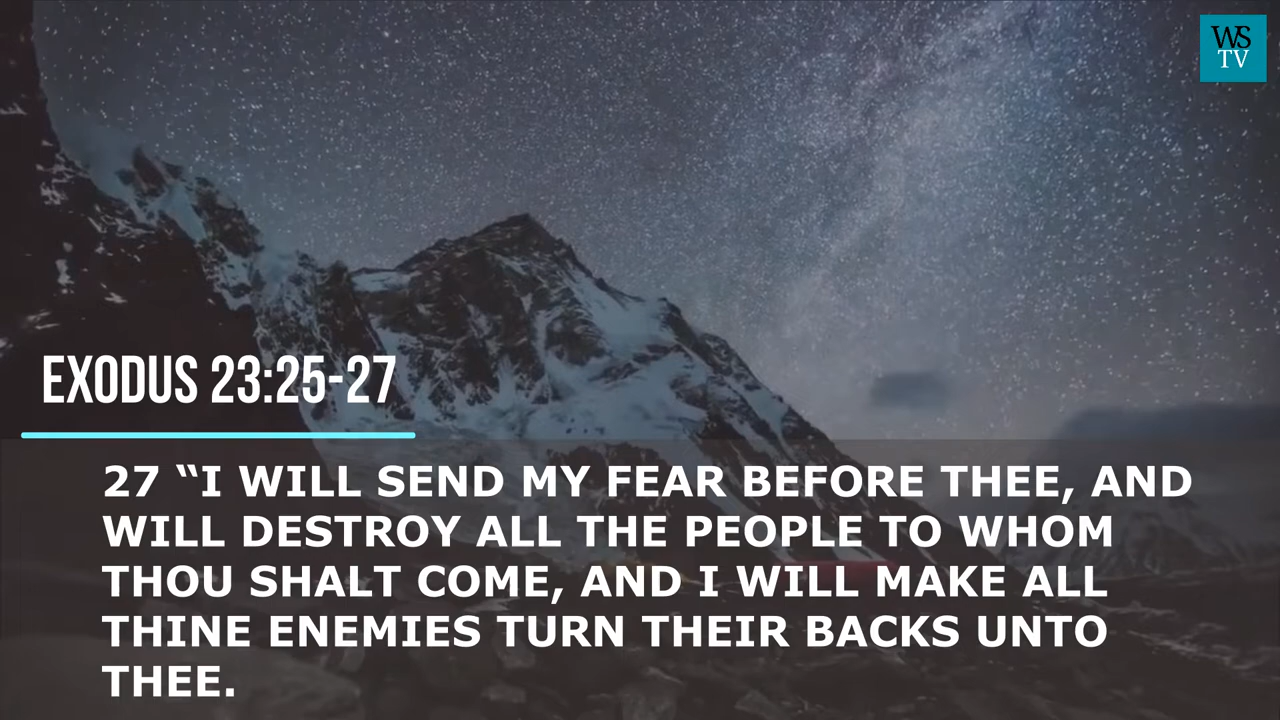 WS
TV
EXODUS 23:25-27
27 “I WILL SEND MY FEAR BEFORE THEE, AND
WILL DESTROY ALL THE PEOPLE TO WHOM
THOU SHALT COME, AND I WILL MAKE ALL
THINE ENEMIES TURN THEIR BACKS UNTO
THEE.